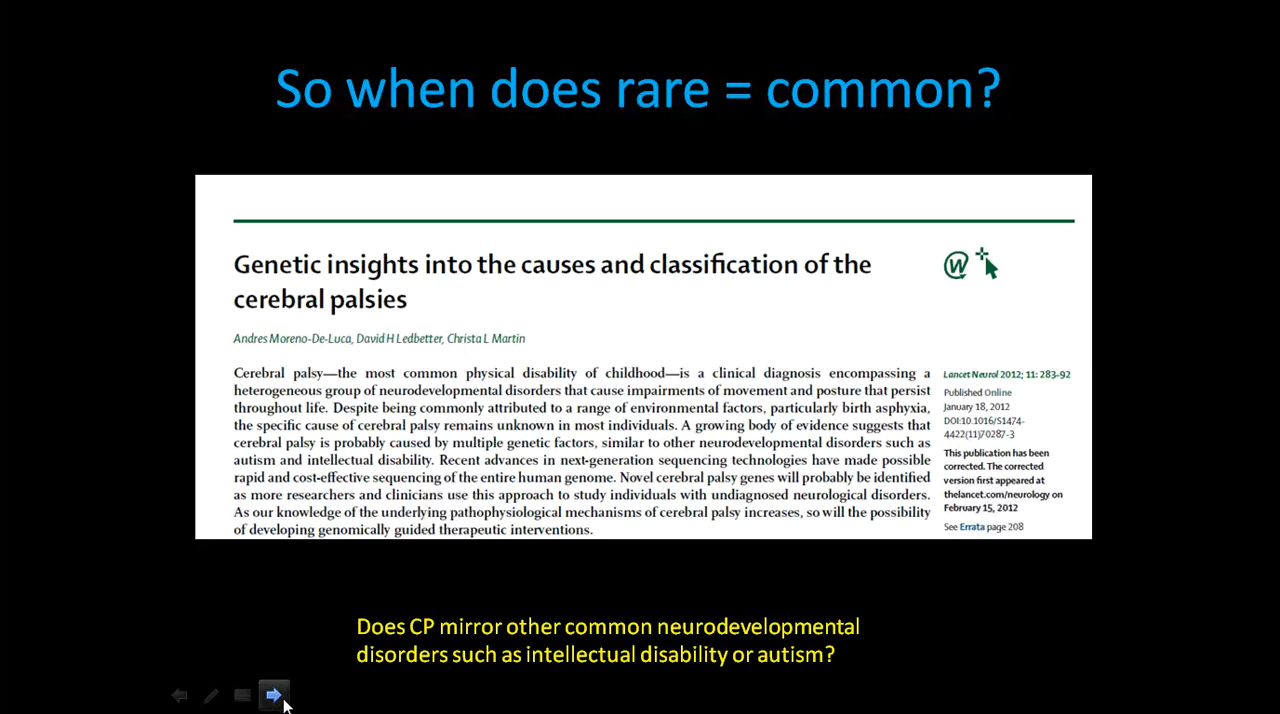 So when does rare = common?
Genetic insights into the causes and classification of the
cerebral palsies
Andres Moreno-De-Luca, David H Ledbetter, Christa L Martin
Cerebral palsy—the most common physical disability of childhood—is a clinical diagnosis encompassing a
heterogeneous group of neurodevelopmental disorders that cause impairments of movement and posture that persist
throughout life. Despite being commonly attributed to a range of environmental factors, particularly birth asphyxia,
the specific cause of cerebral palsy remains unknown in most individuals. A growing body of evidence suggests that
cerebral palsy is probably caused by multiple genetic factors, similar to other neurodevelopmental disorders such as
autism and intellectual disability. Recent advances in next-generation sequencing technologies have made possible
rapid and cost-effective sequencing of the entire human genome. Novel cerebral palsy genes will probably be identified
as more researchers and clinicians use this approach to study individuals with undiagnosed neurological disorders.
As our knowledge of the underlying pathophysiological mechanisms of cerebral palsy increases, so will the possibility
of developing genomically guided therapeutic interventions.
W
Lancet Neurol 2012; 11: 283–92
Published Online
January 18, 2012
DOI:10.1016/S1474-
4422(11)70287-3
This publication has been
corrected. The corrected
version first appeared at
thelancet.com/neurology on
February 15, 2012
See Errata page 208
Does CP mirror other common neurodevelopmental
disorders such as intellectual disability or autism?